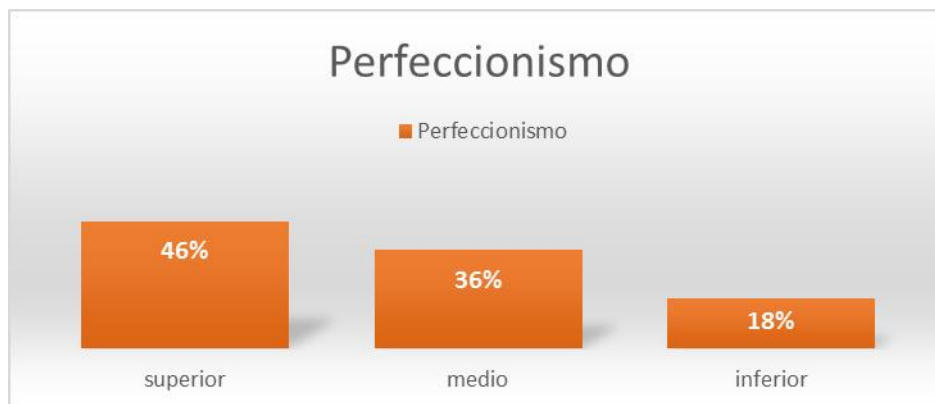 Perfeccionismo
Perfeccionismo
46%
36%
18%
superior
medio
inferior